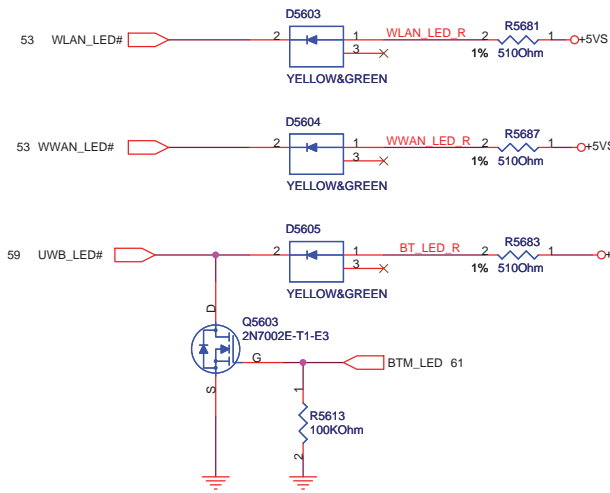 D5603
53 WLAN_LED# 2 1 WLAN_LED_R 2 R5681 1 +5VS
3 1% 510Ohm
YELLOW&GREEN
D5604
53 WWAN_LED# 2 1 WWAN_LED_R 2 R5687 1 +5VS
3 1% 510Ohm
YELLOW&GREEN
D5605
59 UWB_LED# 2 1 BT_LED_R 2 R5683 1 +
3 1% 510Ohm
YELLOW&GREEN
D
Q5603
2N7002E-T1-E3
G BTM_LED 61
S
1
R5613
100KOhm
2